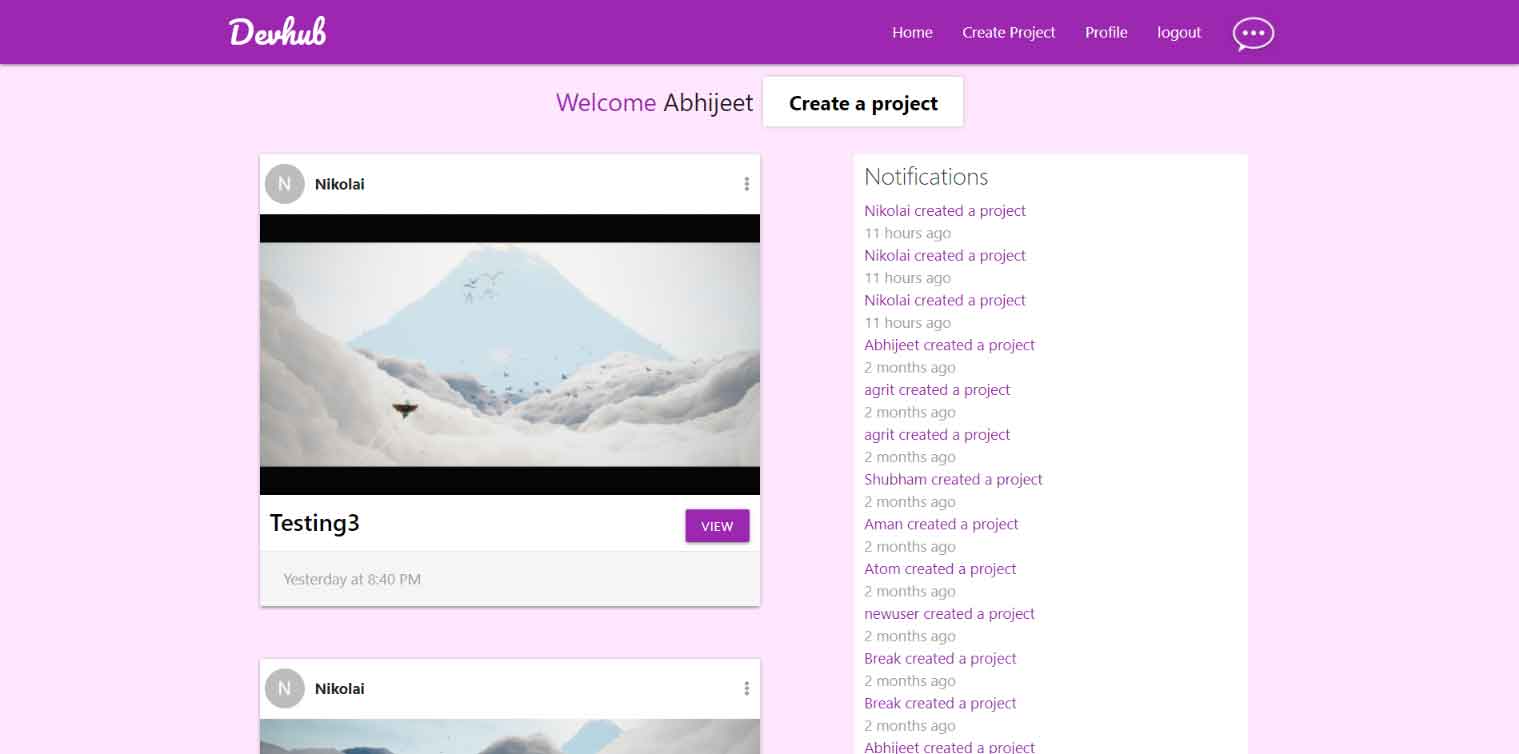 Devhub
Home Create Project Profile logout
Welcome Abhijeet Create a project
N Nikolai
Testing3
VIEW
Yesterday at 8:40 PM
N Nikolai
Notifications
Nikolai created a project
11 hours ago
Nikolai created a project
11 hours ago
Nikolai created a project
11 hours ago
Abhijeet created a project
2 months ago
agrit created a project
2 months ago
agrit created a project
2 months ago
Shubham created a project
2 months ago
Aman created a project
2 months ago
Atom created a project
2 months ago
newuser created a project
2 months ago
Break created a project
2 months ago
Break created a project
2 months ago
Abhijeet created a project